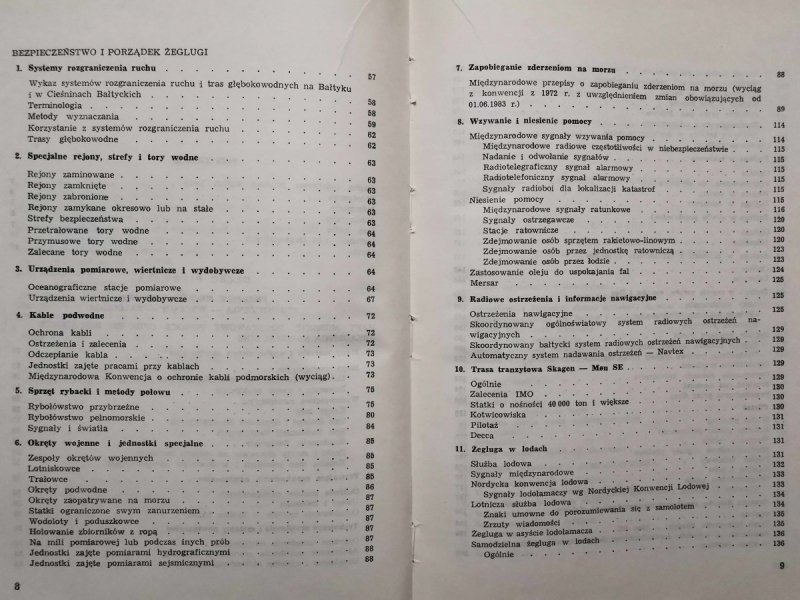 BEZPIECZEŃSTWO I PORZĄDEK ŻEGLUGI
1. Systemy rozgraniczenia ruchu . . . . . . . . . . 57
Wykaz systemów rozgraniczenia ruchu i tras głębokowodnych na Bałtyku
i w Cieśninach Bałtyckich . . . . . . . . . . 58
Terminologia . . . . . . . . . . 58
Metody wyznaczania . . . . . . . . . . 59
Korzystanie z systemów rozgraniczenia ruchu . . . . . . . . . . 62
Trasy głębokowodne . . . . . . . . . . 62
2. Specjalne rejony, strefy i tory wodne . . . . . . . . . . 63
Rejony zaminowane . . . . . . . . . . 63
Rejony zamknięte . . . . . . . . . . 63
Rejony zabronione . . . . . . . . . . 63
Rejony zamykane okresowo lub na stałe . . . . . . . . . . 63
Strefy bezpieczeństwa . . . . . . . . . . 63
Przetrałowane tory wodne . . . . . . . . . . 64
Przymusowe tory wodne . . . . . . . . . . 64
Zalecane tory wodne . . . . . . . . . . 64
3. Urządzenia pomiarowe, wiertnicze i wydobywcze . . . . . . . . . . 64
Oceanograficzne stacje pomiarowe . . . . . . . . . . 64
Urządzenia wiertnicze i wydobywcze . . . . . . . . . . 67
4. Kable podwodne . . . . . . . . . . 72
Ochrona kabli . . . . . . . . . . 72
Ostrzeżenia i zalecenia . . . . . . . . . . 72
Odczepianie kabla . . . . . . . . . . 73
Jednostki zajęte pracami przy kablach . . . . . . . . . . 73
Międzynarodowa Konwencja o ochronie kabli podmorskich (wyciąg) . 73
5. Sprzęt rybacki i metody połowu . . . . . . . . . . 75
Rybołówstwo przybrzeżne . . . . . . . . . . 75
Rybołówstwo pełnomorskie . . . . . . . . . . 80
Sygnały i światła . . . . . . . . . . 84
6. Okręty wojenne i jednostki specjalne . . . . . . . . . . 85
Zespoły okrętów wojennych . . . . . . . . . . 85
Lotniskowce . . . . . . . . . . 85
Trałowce . . . . . . . . . . 85
Okręty podwodne . . . . . . . . . . 86
Okręty zaopatrywane na morzu . . . . . . . . . . 87
Statki ograniczone swym zanurzeniem . . . . . . . . . . 87
Wodoloty i poduszkowce . . . . . . . . . . 87
Holowanie zbiorników z ropą . . . . . . . . . . 87
Na mili pomiarowej lub podczas inych prób . . . . . . . . . . 87
Jednostki zajęte pomiarami hydrograficznymi . . . . . . . . . . 88
Jednostki zajęte pomiarami sejsmicznymi . . . . . . . . . . 88
8
7. Zapobieganie zderzeniom na morzu . . . . . . . . . . 88
Międzynarodowe przepisy o zapobieganiu zderzeniom na morzu (wyciąg
z konwencji z 1972 r. z uwzględnieniem zmian obowiązujących od
01.06.1983 r.) . . . . . . . . . . 89
8. Wzywanie i niesienie pomocy . . . . . . . . . . 114
Międzynarodowe sygnały wzywania pomocy . . . . . . . . . . 114
Międzynarodowe radiowe częstotliwości w niebezpieczeństwie . . . 115
Nadanie i odwołanie sygnałów . . . . . . . . . . 115
Radiotelegraficzny sygnał alarmowy . . . . . . . . . . 115
Radiotelefoniczny sygnał alarmowy . . . . . . . . . . 115
Sygnały radioboi dla lokalizacji katastrof . . . . . . . . . . 115
Niesienie pomocy . . . . . . . . . . 115
Międzynarodowe sygnały ratunkowe . . . . . . . . . . 116
Sygnały ostrzegawcze . . . . . . . . . . 120
Stacje ratownicze . . . . . . . . . . 120
Zdejmowanie osób sprzętem rakietowo-linowym . . . . . . . . . . 120
Zdejmowanie osób przez jednostkę ratowniczą . . . . . . . . . . 123
Zdejmowanie osób przez łodzie . . . . . . . . . . 123
Zastosowanie oleju do uspokajania fal . . . . . . . . . . 124
Mersar . . . . . . . . . . 125
9. Radiowe ostrzeżenia i informacje nawigacyjne . . . . . . . . . . 125
Ostrzeżenia nawigacyjne . . . . . . . . . . 125
Skoordynowany ogólnoświatowy system radiowych ostrzeżeń na-
wigacyjnych . . . . . . . . . . 129
Skoordynowany bałtycki system radiowych ostrzeżeń nawigacyjnych . . 129
Automatyczny system nadawania ostrzeżeń — Navtex . . . 129
10. Trasa tranzytowa Skagen — Møn SE . . . . . . . . . . 129
Ogólnie . . . . . . . . . . 129
Zalecenia IMO . . . . . . . . . . 130
Statki o nośności 40 000 ton i większe . . . . . . . . . . 130
Kotwicowiska . . . . . . . . . . 131
Pilotaż . . . . . . . . . . 131
Decca . . . . . . . . . . 131
11. Żegluga w lodach . . . . . . . . . . 131
Służba lodowa . . . . . . . . . . 132
Sygnały międzynarodowe . . . . . . . . . . 132
Nordycka konwencja lodowa . . . . . . . . . . 133
Sygnały lodołamaczy wg Nordyckiej Konwencji Lodowej . . . 134
Lotnicza służba lodowa . . . . . . . . . . 134
Znaki umowne do porozumiewania się z samolotem . . . . . 135
Zrzuty wiadomości . . . . . . . . . . 135
Żegluga w asyście lodołamacza . . . . . . . . . . 136
Samodzielna żegluga w lodach . . . . . . . . . . 136
Ogólnie . . . . . . . . . .
9